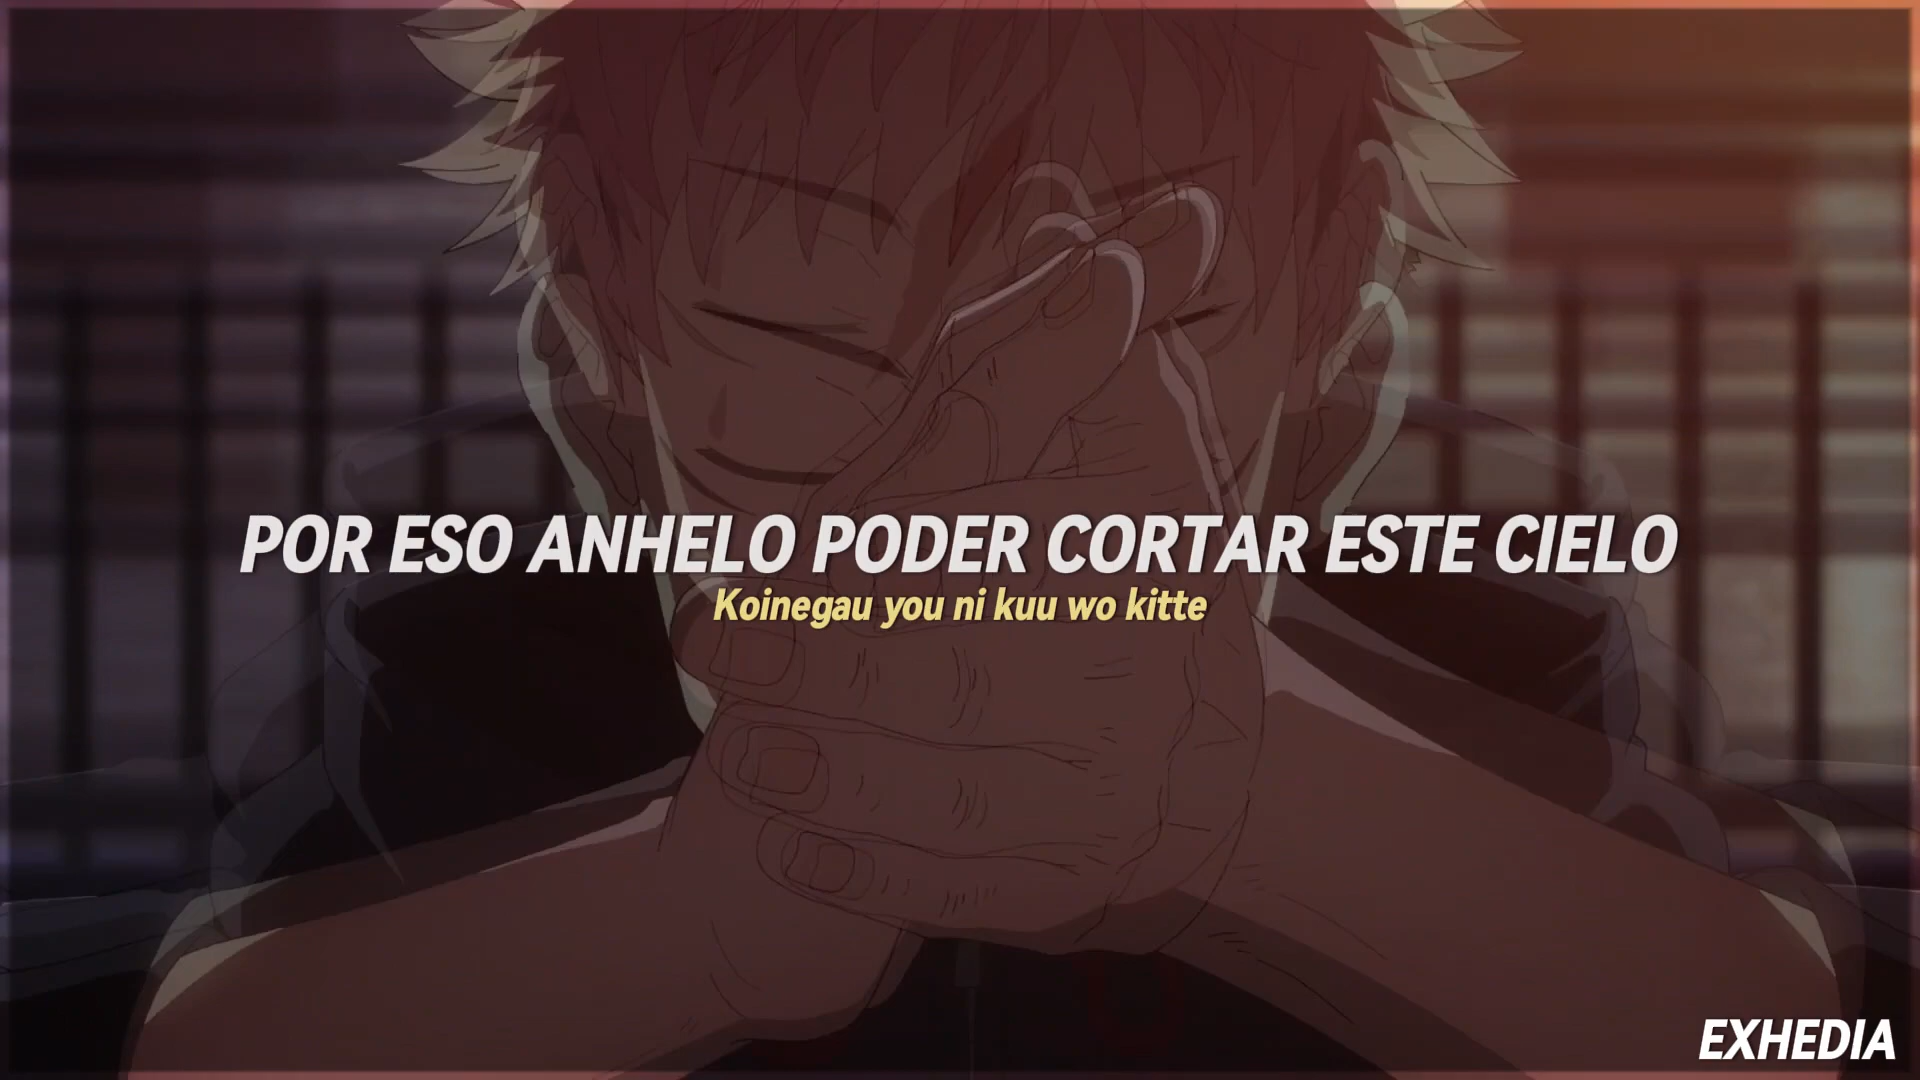 POR ESO ANHELO PODER CORTAR ESTE CIELO
Koinegau you ni kuu wo kitte
EXHEDIA